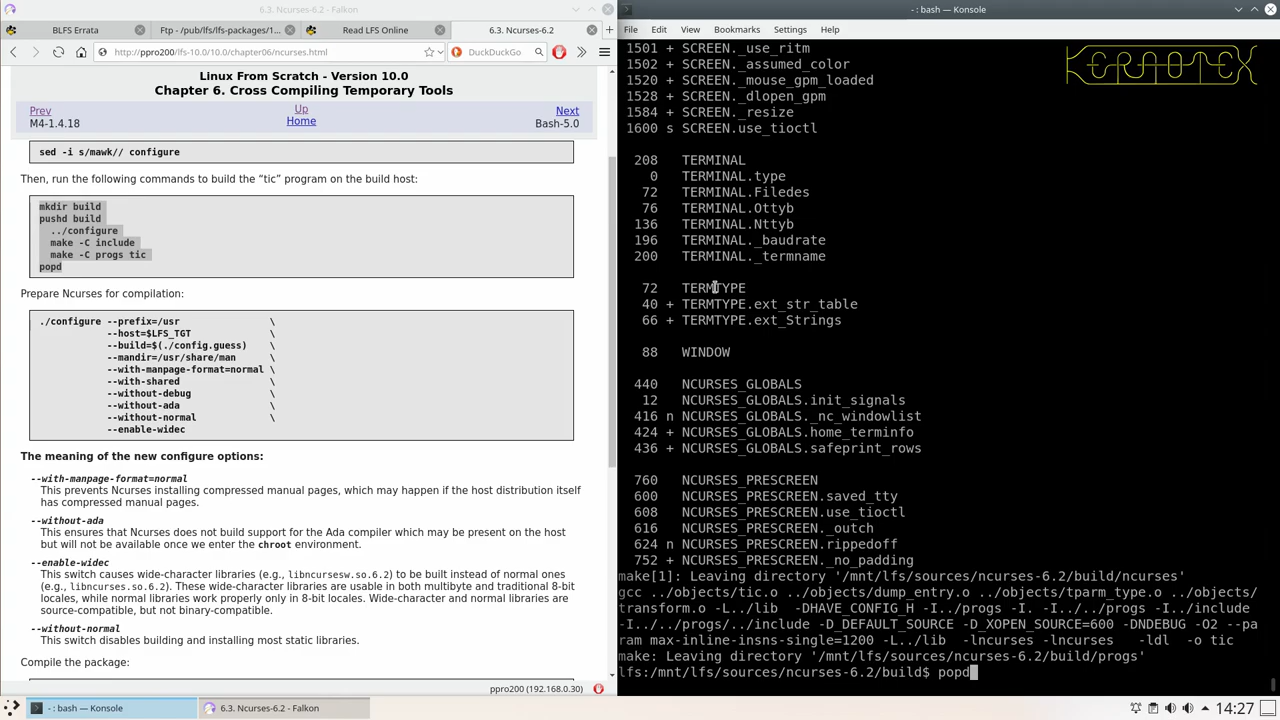 6.3. Ncurses-6.2 - Falkon
BLFS Errata
Ftp - /pub/lfs/lfs-packages/1...
Read LFS Online
6.3. Ncurses-6.2
http://ppro200/lfs-10.0/10.0/chapter06/ncurses.html
DuckDuckGo
Linux From Scratch - Version 10.0
Chapter 6. Cross Compiling Temporary Tools
Prev
Up
Next
M4-1.4.18
Home
Bash-5.0
sed -i s/mawk// configure
Then, run the following commands to build the “tic” program on the build host:
mkdir build
pushd build
../configure
make -C include
make -C progs tic
popd
Prepare Ncurses for compilation:
./configure --prefix=/usr \
--host=$LFS_TGT \
--build=$(./config.guess) \
--mandir=/usr/share/man \
--with-manpage-format=normal \
--with-shared \
--without-debug \
--without-ada \
--without-normal \
--enable-widec
The meaning of the new configure options:
--with-manpage-format=normal
This prevents Ncurses installing compressed manual pages, which may happen if the host distribution itself
has compressed manual pages.
--without-ada
This ensures that Ncurses does not build support for the Ada compiler which may be present on the host
but will not be available once we enter the chroot environment.
--enable-widec
This switch causes wide-character libraries (e.g., libncursesw.so.6.2) to be built instead of normal ones
(e.g., libncurses.so.6.2). These wide-character libraries are usable in both multibyte and traditional 8-bit
locales, while normal libraries work properly only in 8-bit locales. Wide-character and normal libraries are
source-compatible, but not binary-compatible.
--without-normal
This switch disables building and installing most static libraries.
Compile the package:
ppro200 (192.168.0.30)
- : bash — Konsole
File Edit View Bookmarks Settings Help
KERAOTEX
1501 + SCREEN._use_ritm
1502 + SCREEN._assumed_color
1520 + SCREEN._mouse_gpm_loaded
1528 + SCREEN._dlopen_gpm
1584 + SCREEN._resize
1600 s SCREEN.use_tioctl
208 TERMINAL
0 TERMINAL.type
72 TERMINAL.Filedes
76 TERMINAL.Ottyb
136 TERMINAL.Nttyb
196 TERMINAL._baudrate
200 TERMINAL._termname
72 TERMTYPE
40 + TERMTYPE.ext_str_table
66 + TERMTYPE.ext_Strings
88 WINDOW
440 NCURSES_GLOBALS
12 NCURSES_GLOBALS.init_signals
416 n NCURSES_GLOBALS._nc_windowlist
424 + NCURSES_GLOBALS.home_terminfo
436 + NCURSES_GLOBALS.safeprint_rows
760 NCURSES_PRESCREEN
600 NCURSES_PRESCREEN.saved_tty
608 NCURSES_PRESCREEN.use_tioctl
616 NCURSES_PRESCREEN._outch
624 n NCURSES_PRESCREEN.rippedoff
752 + NCURSES_PRESCREEN._no_padding
make[1]: Leaving directory '/mnt/lfs/sources/ncurses-6.2/build/ncurses'
gcc ../objects/tic.o ../objects/dump_entry.o ../objects/tparm_type.o ../objects/
transform.o -L../lib -DHAVE_CONFIG_H -I../progs -I. -I../../progs -I../include
-I../../progs/../include -D_DEFAULT_SOURCE -D_XOPEN_SOURCE=600 -DNDEBUG -O2 --pa
ram max-inline-insns-single=1200 -L../lib -lncurses -lncurses -ldl -o tic
make: Leaving directory '/mnt/lfs/sources/ncurses-6.2/build/progs'
lfs:/mnt/lfs/sources/ncurses-6.2/build$ popd
- : bash — Konsole
6.3. Ncurses-6.2 - Falkon
14:27